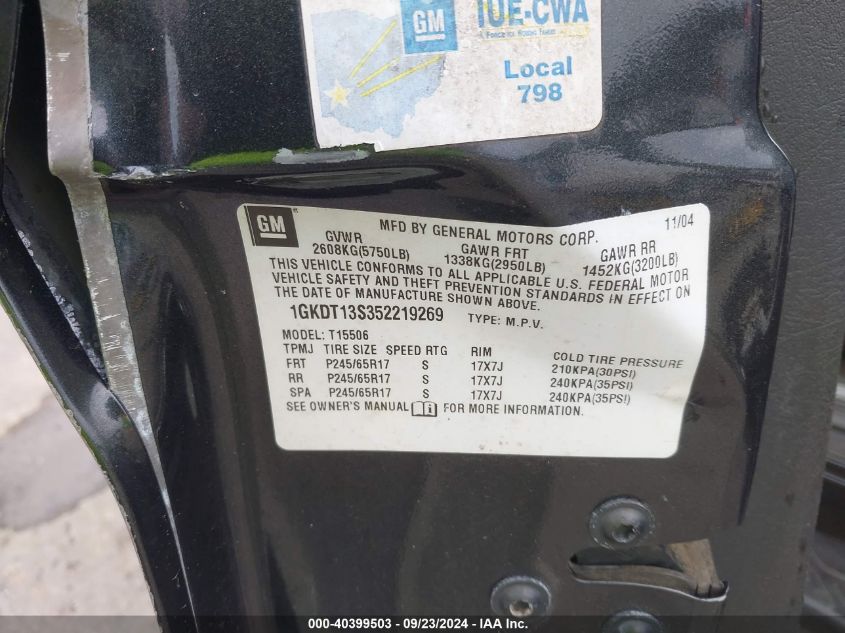 GM
IUE-CWA
Local
798
GM
MFD BY GENERAL MOTORS CORP.
11/04
GVWR
GAWR FRT
GAWR RR
2608KG(5750LB)
1338KG(2950LB)
1452KG(3200LB)
THIS VEHICLE CONFORMS TO ALL APPLICABLE U.S. FEDERAL MOTOR
VEHICLE SAFETY AND THEFT PREVENTION STANDARDS IN EFFECT ON
THE DATE OF MANUFACTURE SHOWN ABOVE.
1GKDT13S352219269 TYPE: M.P.V.
MODEL: T15506
TPMJ TIRE SIZE SPEED RTG RIM COLD TIRE PRESSURE
FRT P245/65R17 S 17X7J 210KPA(30PSI)
RR P245/65R17 S 17X7J 240KPA(35PSI)
SPA P245/65R17 S 17X7J 240KPA(35PSI)
SEE OWNER'S MANUAL FOR MORE INFORMATION.
000-40399503 - 09/23/2024 - IAAI.COM